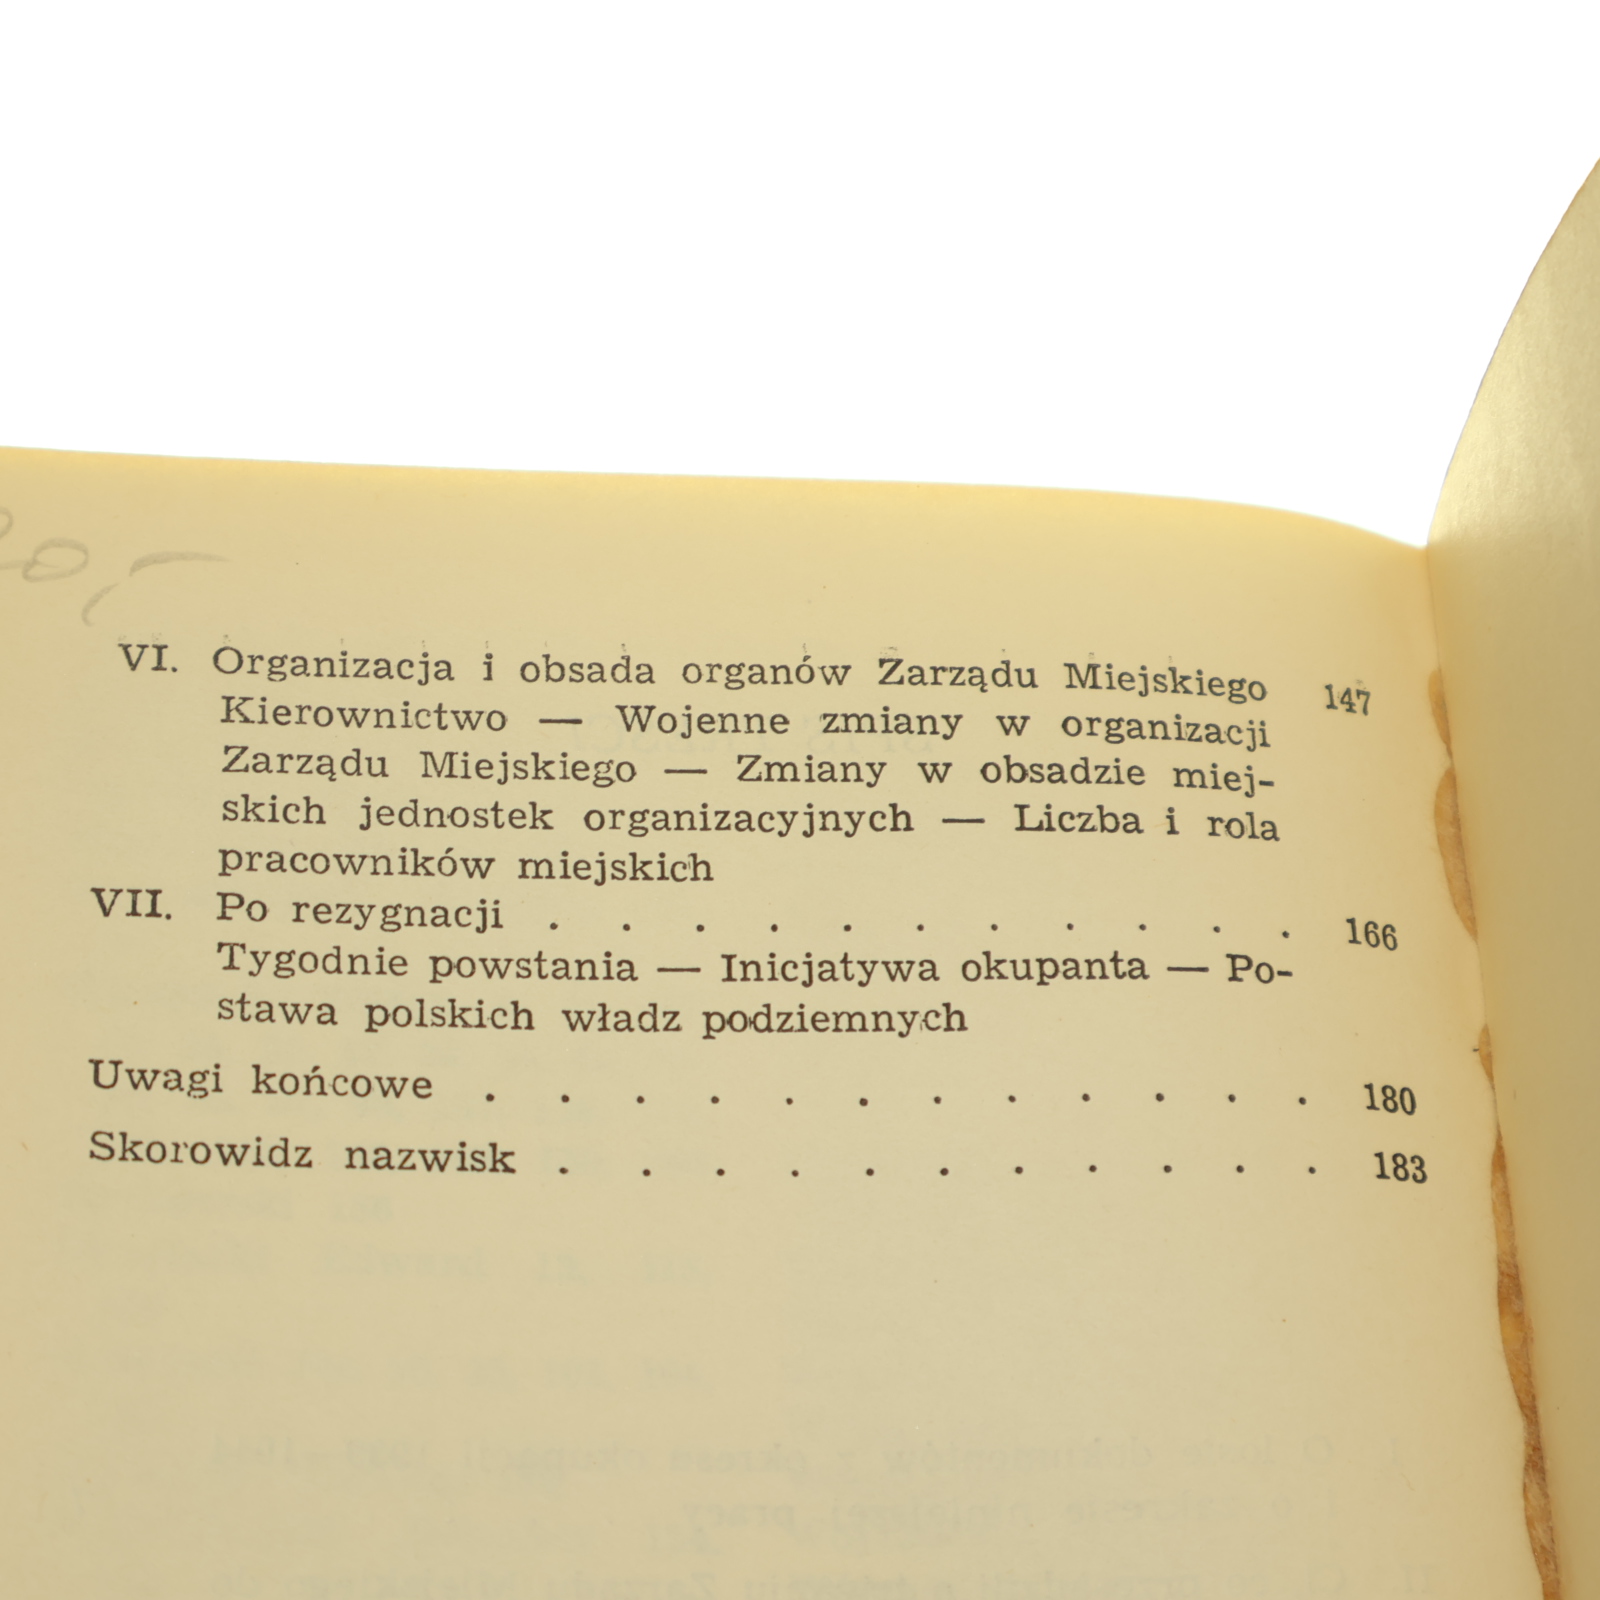 VI. Organizacja i obsada organów Zarządu Miejskiego 147
Kierownictwo — Wojenne zmiany w organizacji
Zarządu Miejskiego — Zmiany w obsadzie miej-
skich jednostek organizacyjnych — Liczba i rola
pracowników miejskich
VII. Po rezygnacji . . . . . . . . . . . 166
Tygodnie powstania — Inicjatywa okupanta — Po-
stawa polskich władz podziemnych
Uwagi końcowe . . . . . . . . . . . . 180
Skorowidz nazwisk . . . . . . . . . . . 183